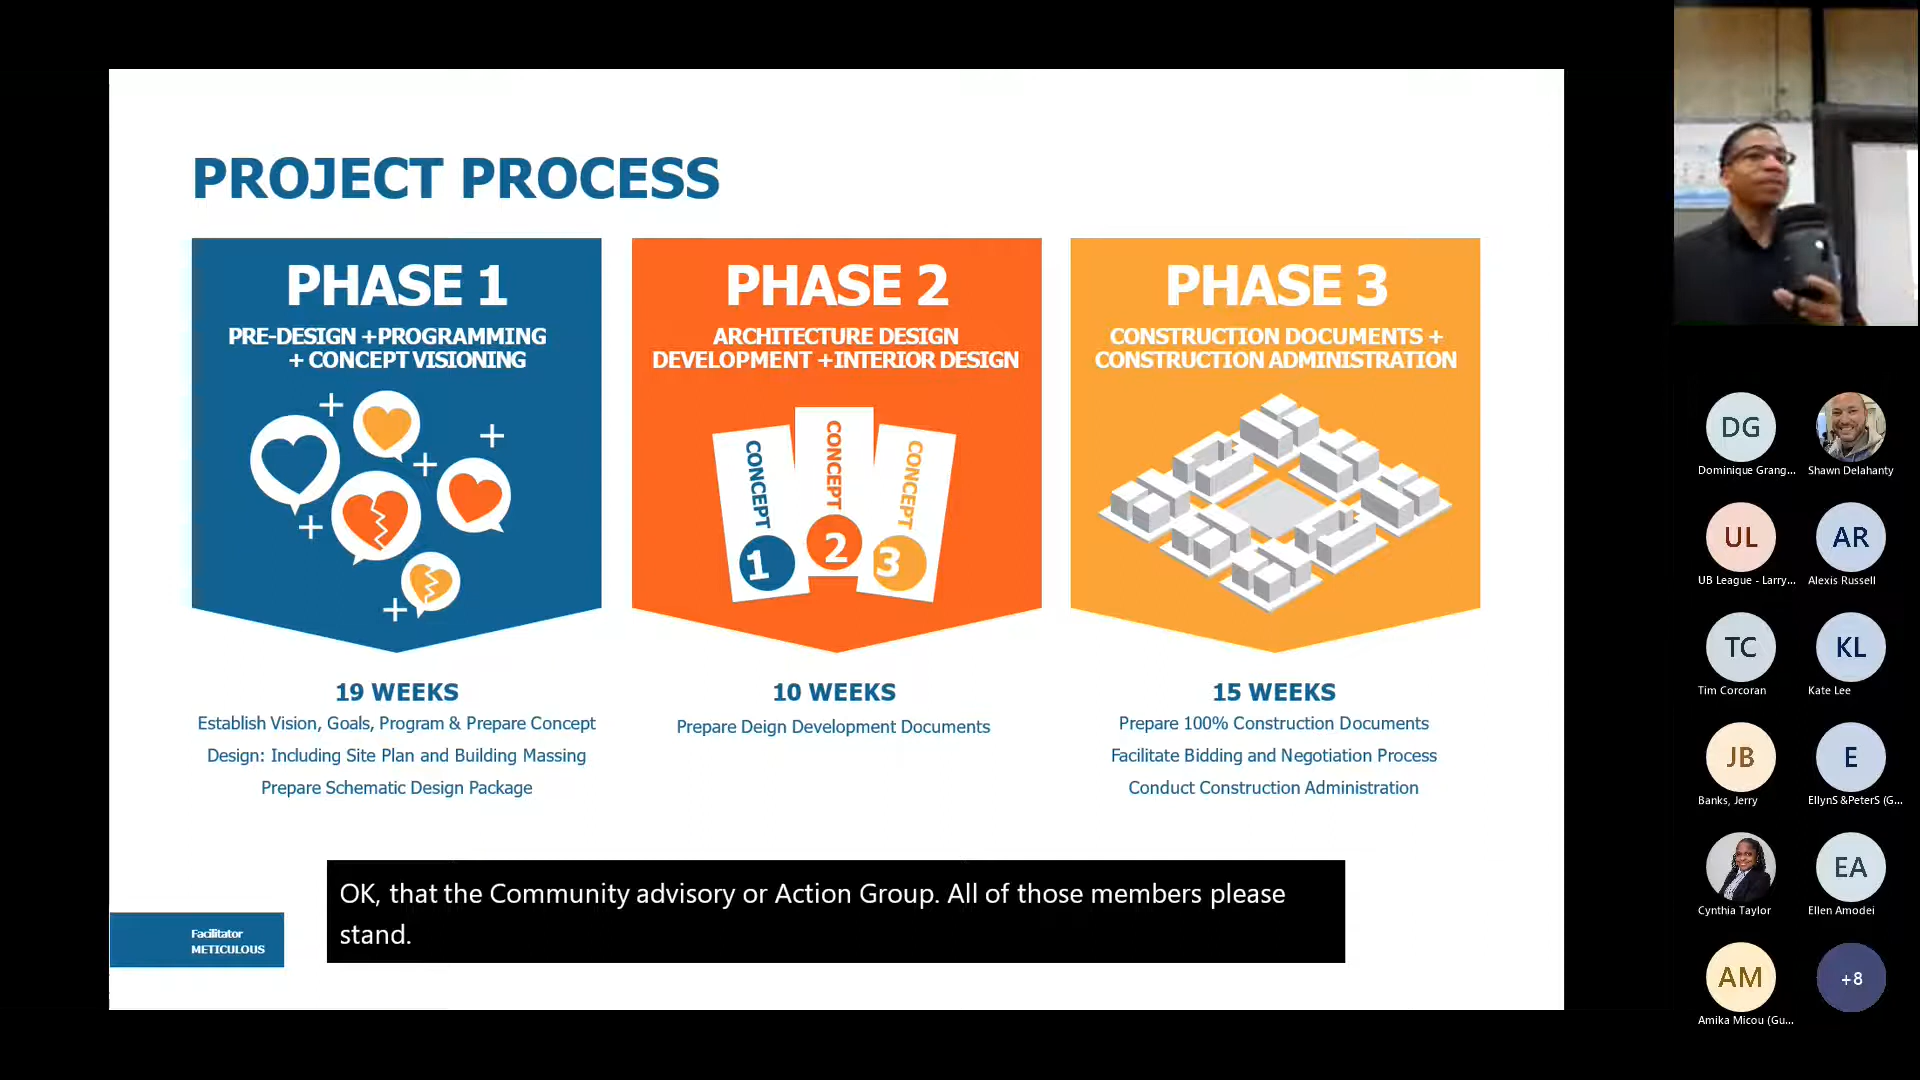 PROJECT PROCESS
PHASE 1
PRE-DESIGN +PROGRAMMING
+ CONCEPT VISIONING
19 WEEKS
Establish Vision, Goals, Program & Prepare Concept
Design: Including Site Plan and Building Massing
Prepare Schematic Design Package
PHASE 2
ARCHITECTURE DESIGN
DEVELOPMENT +INTERIOR DESIGN
CONCEPT
1
CONCEPT
2
CONCEPT
3
10 WEEKS
Prepare Deign Development Documents
PHASE 3
CONSTRUCTION DOCUMENTS +
CONSTRUCTION ADMINISTRATION
15 WEEKS
Prepare 100% Construction Documents
Facilitate Bidding and Negotiation Process
Conduct Construction Administration
Facilitator
METICULOUS
OK, that the Community advisory or Action Group. All of those members please
stand.
DG
Dominique Grang...
Shawn Delahanty
UL
UB League - Larry...
AR
Alexis Russell
TC
Tim Corcoran
KL
Kate Lee
JB
Banks, Jerry
E
EllynS &PeterS (G...
Cynthia Taylor
EA
Ellen Amodei
AM
Amika Micou (Gu...
+8